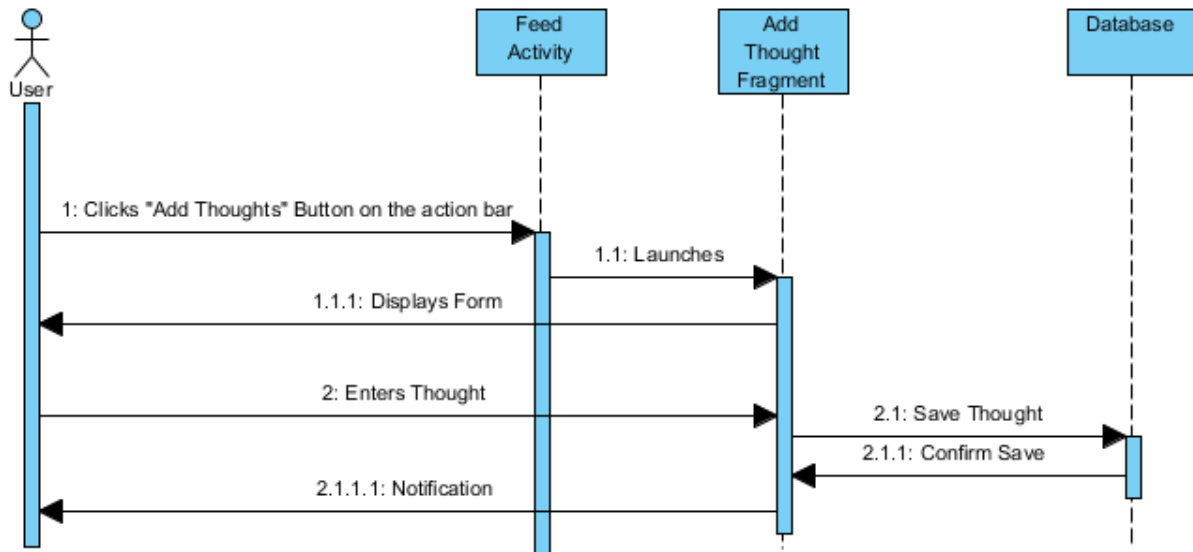 User
Feed
Activity
Add
Thought
Fragment
Database
1: Clicks "Add Thoughts" Button on the action bar
1.1: Launches
1.1.1: Displays Form
2: Enters Thought
2.1: Save Thought
2.1.1: Confirm Save
2.1.1.1: Notification